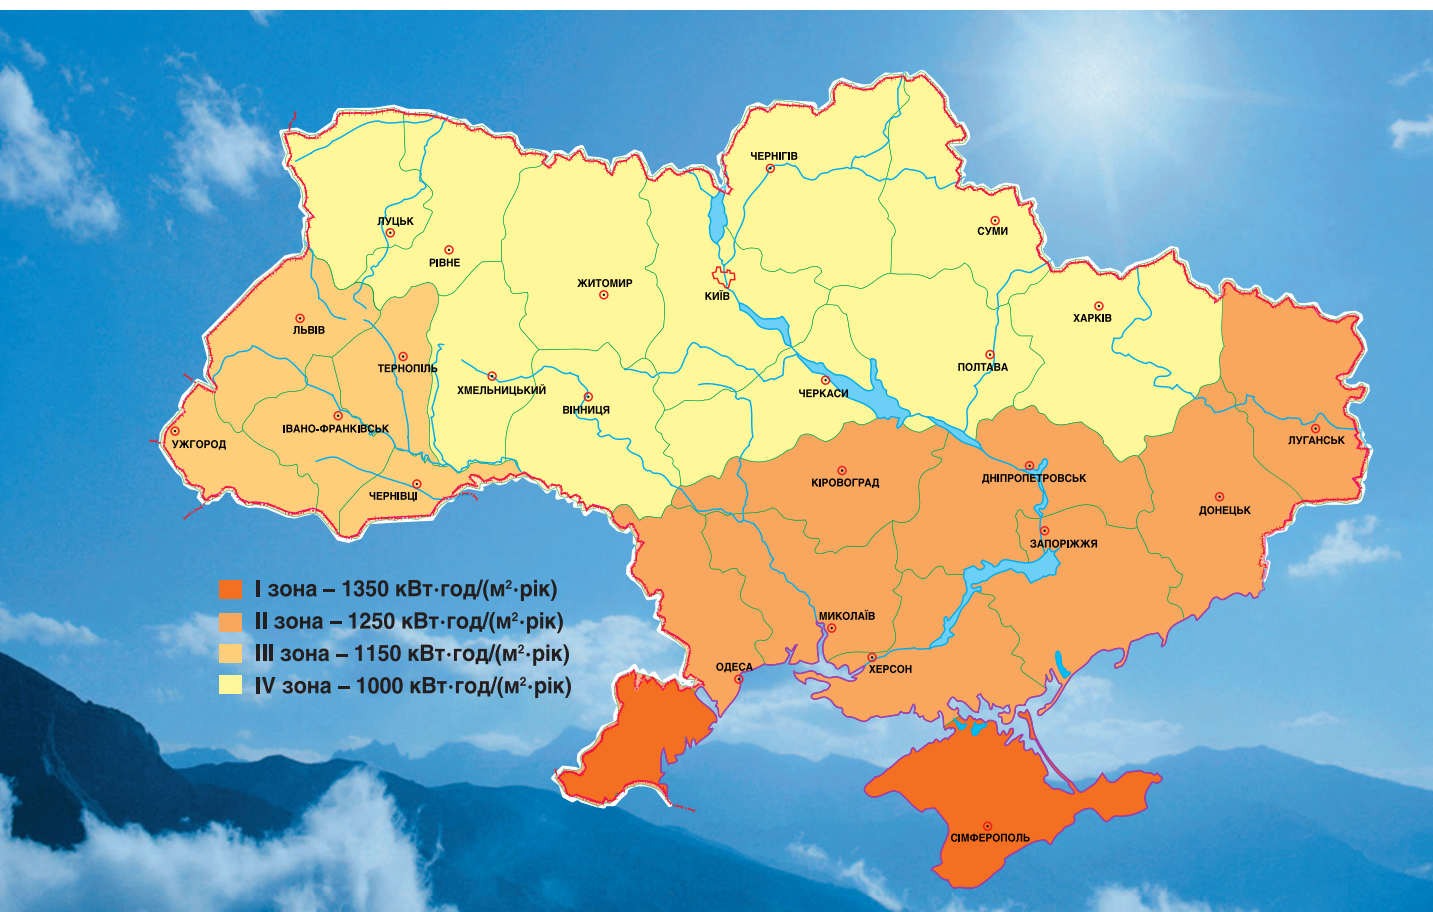 ЧЕРНІГІВ
ЛУЦЬК
СУМИ
РІВНЕ
ЖИТОМИР
КИЇВ
ХАРКІВ
ЛЬВІВ
ТЕРНОПІЛЬ
ПОЛТАВА
ХМЕЛЬНИЦЬКИЙ
ЧЕРКАСИ
ВІННИЦЯ
ІВАНО-ФРАНКІВСЬК
УЖГОРОД
ЛУГАНСЬК
ДНІПРОПЕТРОВСЬК
КІРОВОГРАД
ЧЕРНІВЦІ
ДОНЕЦЬК
ЗАПОРІЖЖЯ
I зона – 1350 кВт·год/(м²·рік)
II зона – 1250 кВт·год/(м²·рік)
III зона – 1150 кВт·год/(м²·рік)
IV зона – 1000 кВт·год/(м²·рік)
МИКОЛАЇВ
ОДЕСА
ХЕРСОН
СІМФЕРОПОЛЬ